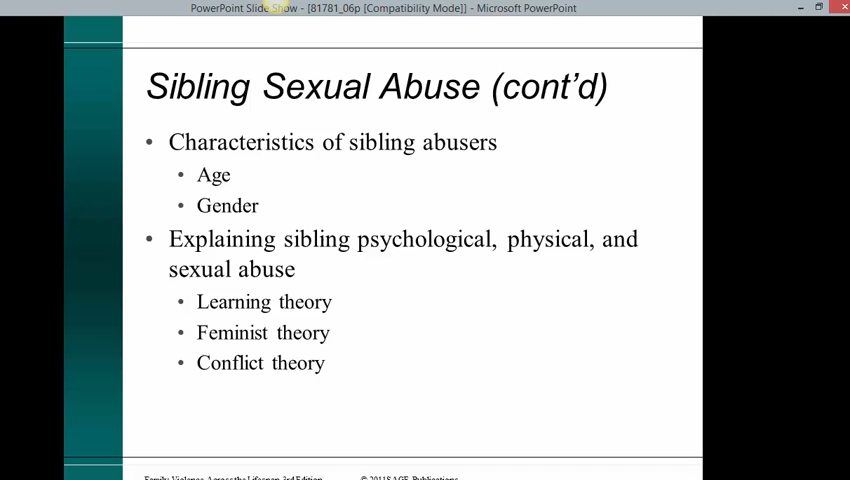 PowerPoint Slide Show - [81781_06p [Compatibility Mode]] - Microsoft PowerPoint
Sibling Sexual Abuse (cont'd)
• Characteristics of sibling abusers
• Age
• Gender
• Explaining sibling psychological, physical, and
sexual abuse
• Learning theory
• Feminist theory
• Conflict theory
Family Violence Across the Lifespan 3rd Edition © 2011SAGE Publications